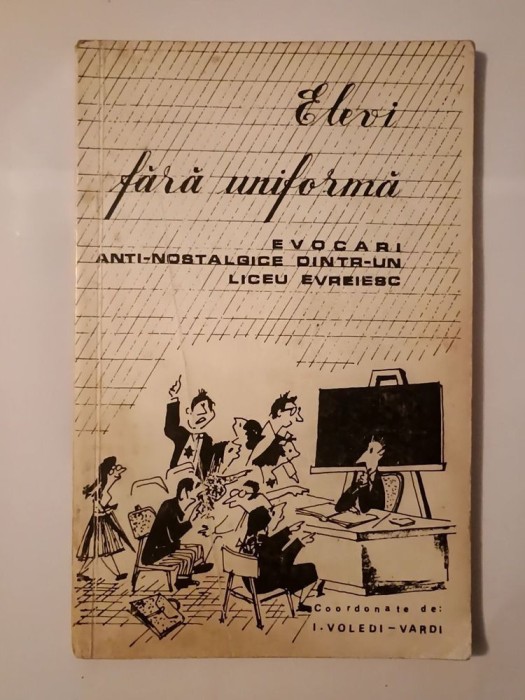 Elevi
fără uniformă
EVOCARI
ANTI-NOSTALGICE DINTR-UN
LICEU EVREIESC
Coordonate de:
I. VOLEDI-VARDI